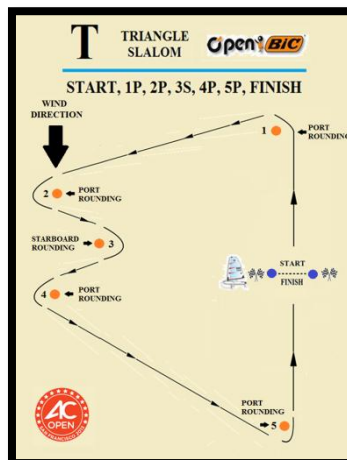 T
TRIANGLE
SLALOM
Open BIC
START, 1P, 2P, 3S, 4P, 5P, FINISH
WIND
DIRECTION
1
PORT
ROUNDING
2
PORT
ROUNDING
STARBOARD
ROUNDING
3
4
PORT
ROUNDING
START
FINISH
PORT
ROUNDING
5
AC
OPEN